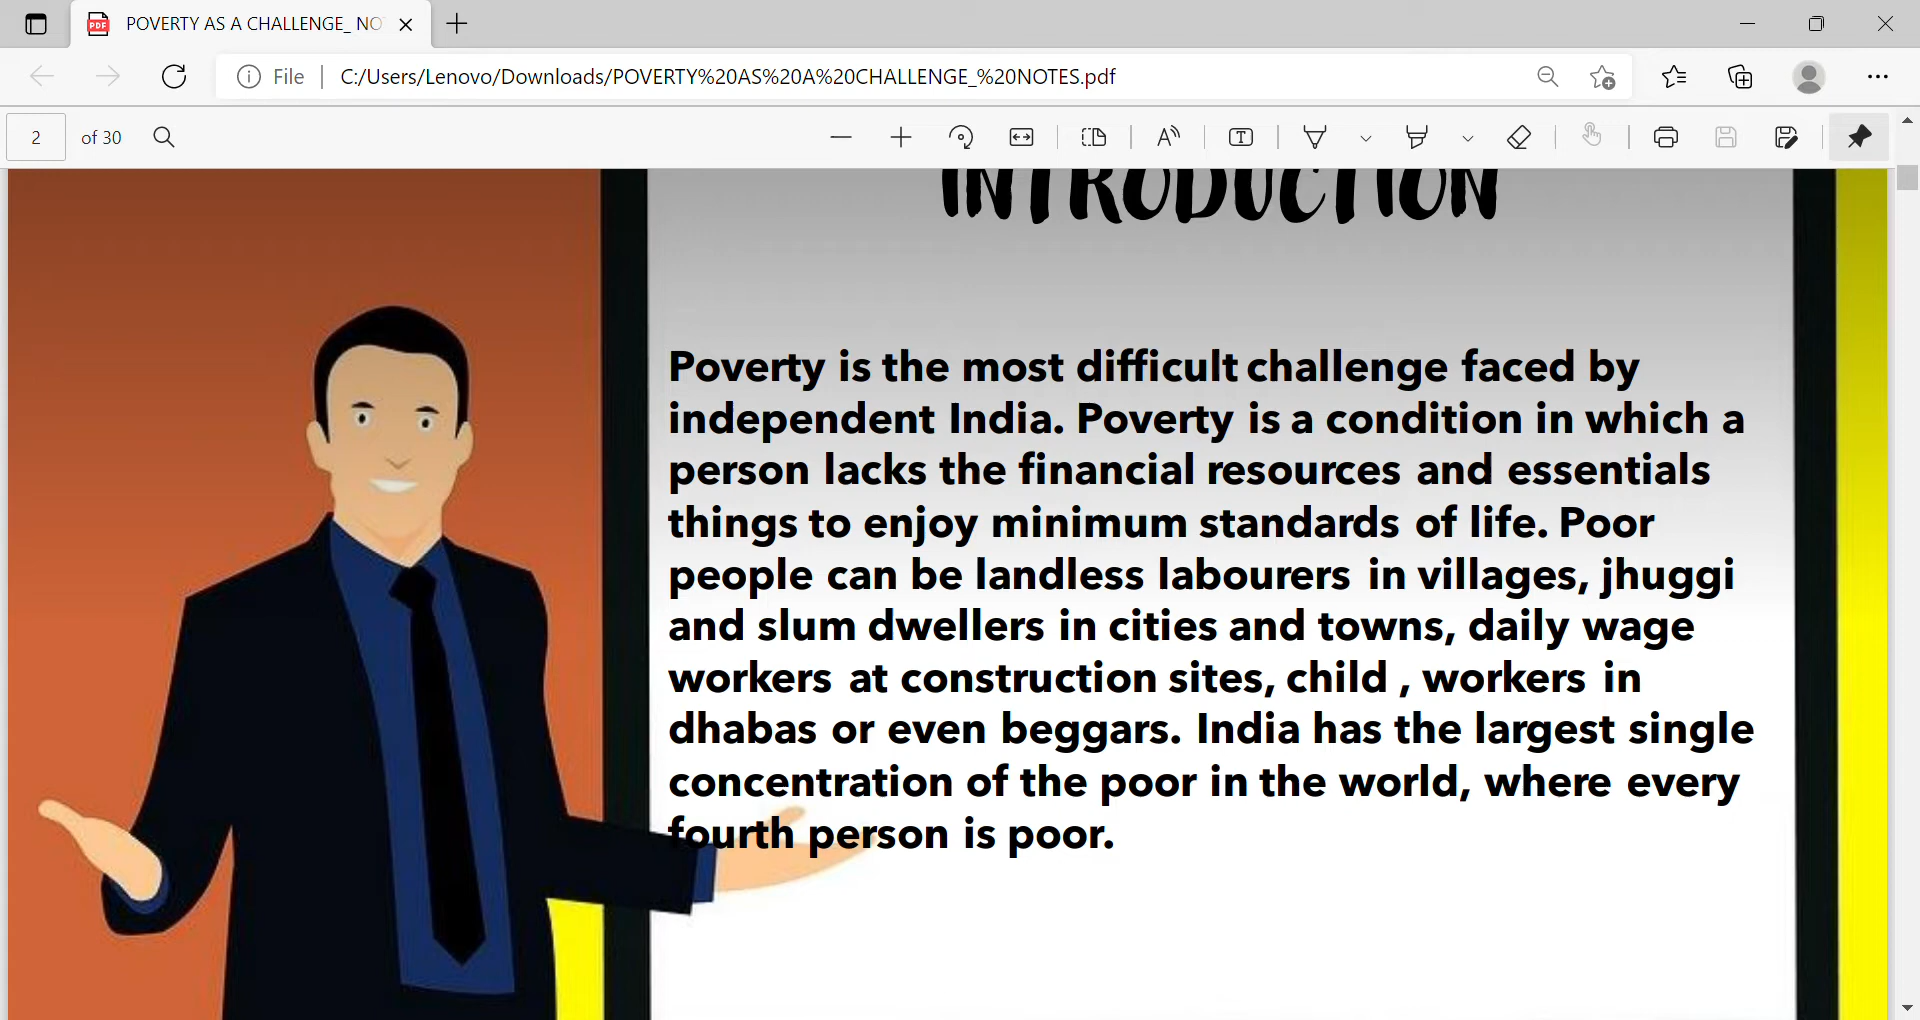 POVERTY AS A CHALLENGE_ NO
File C:/Users/Lenovo/Downloads/POVERTY%20AS%20A%20CHALLENGE_%20NOTES.pdf
2 of 30
INTRODUCTION
Poverty is the most difficult challenge faced by
independent India. Poverty is a condition in which a
person lacks the financial resources and essentials
things to enjoy minimum standards of life. Poor
people can be landless labourers in villages, jhuggi
and slum dwellers in cities and towns, daily wage
workers at construction sites, child , workers in
dhabas or even beggars. India has the largest single
concentration of the poor in the world, where every
fourth person is poor.